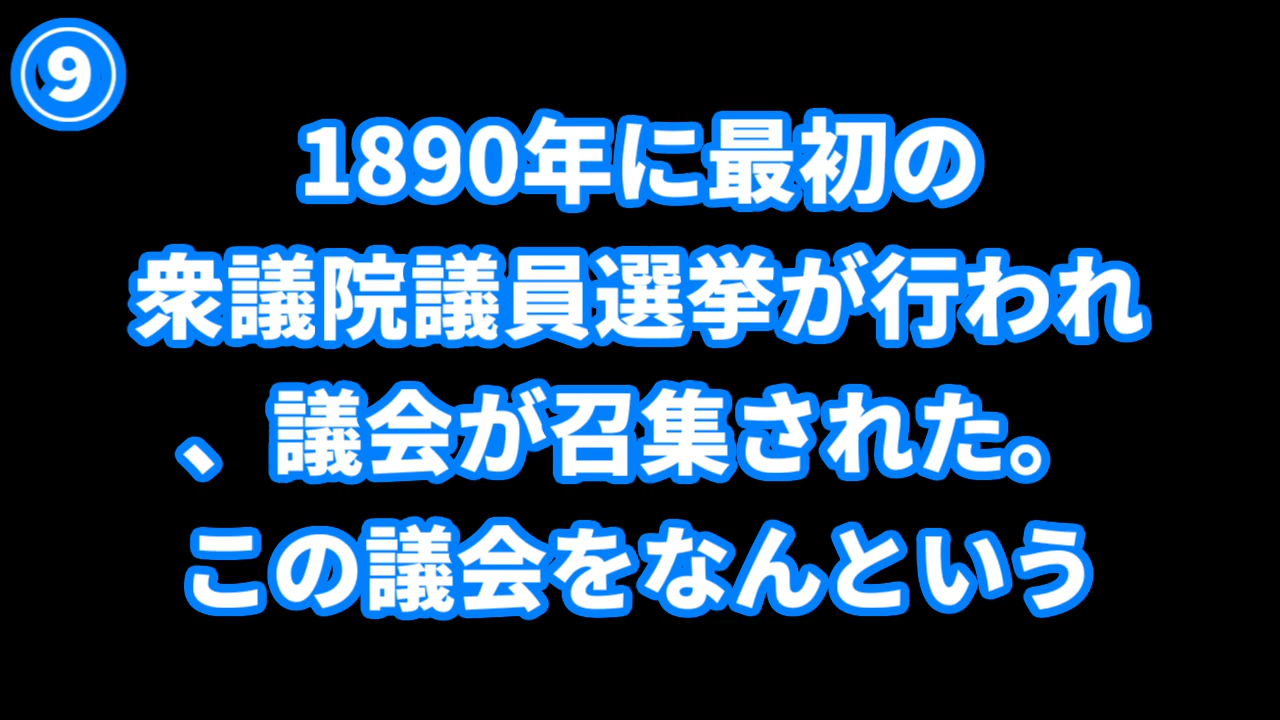 9
1890年に最初の
衆議院議員選挙が行われ
、議会が召集された。
この議会をなんという